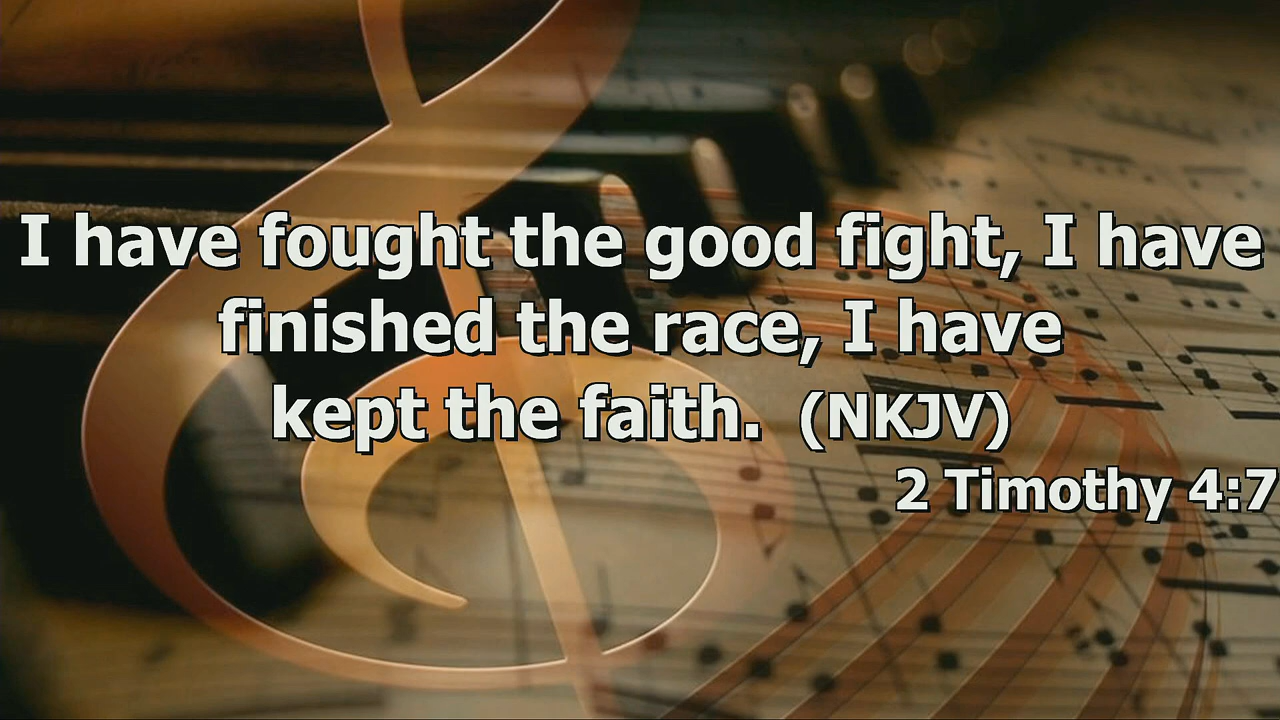 I have fought the good fight, I have
finished the race, I have
kept the faith. (NKJV)
2 Timothy 4:7